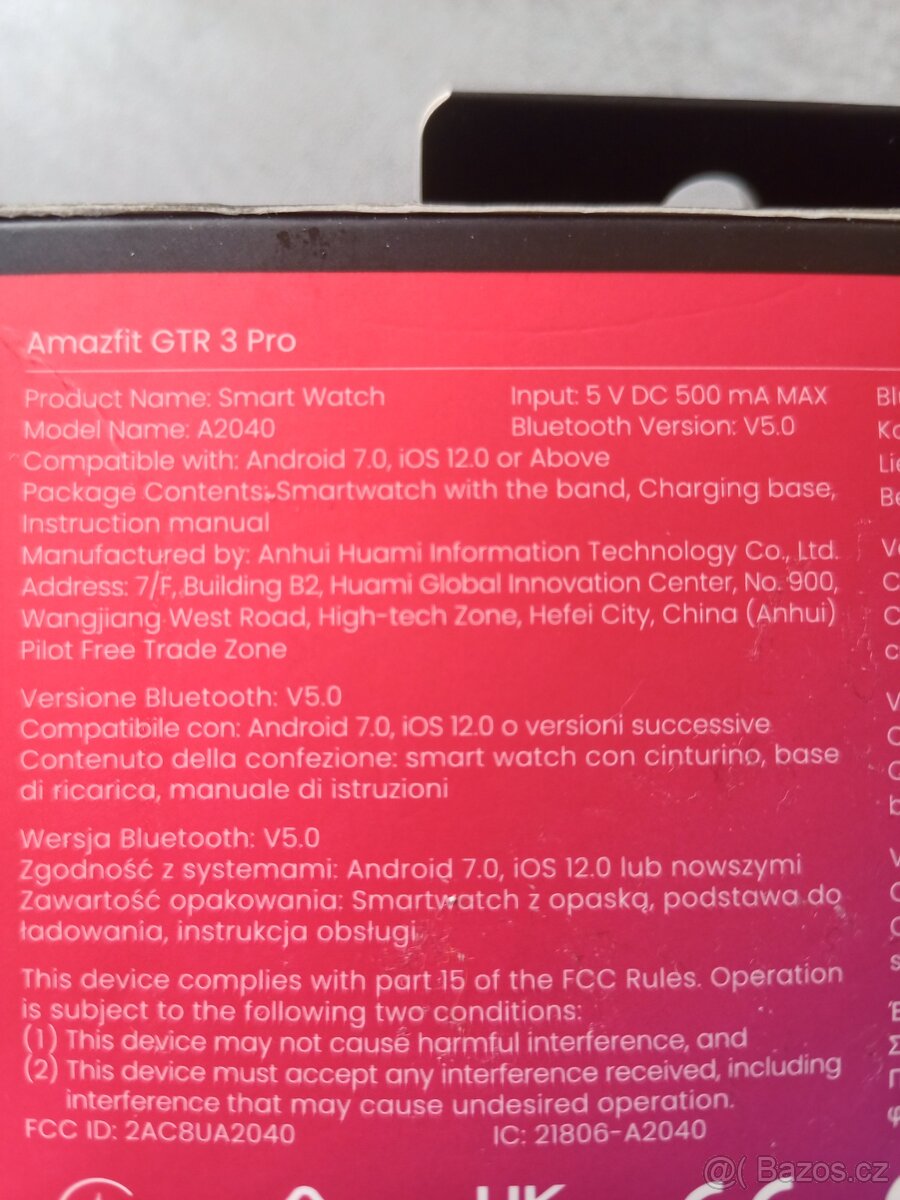 Amazfit GTR 3 Pro
Product Name: Smart Watch
Input: 5 V DC 500 mA MAX
Model Name: A2040
Bluetooth Version: V5.0
Compatible with: Android 7.0, iOS 12.0 or Above
Package Contents: Smartwatch with the band, Charging base,
Instruction manual
Manufactured by: Anhui Huami Information Technology Co., Ltd.
Address: 7/F, Building B2, Huami Global Innovation Center, No. 900,
Wangjiang West Road, High-tech Zone, Hefei City, China (Anhui)
Pilot Free Trade Zone
Versione Bluetooth: V5.0
Compatibile con: Android 7.0, iOS 12.0 o versioni successive
Contenuto della confezione: smart watch con cinturino, base
di ricarica, manuale di istruzioni
Wersja Bluetooth: V5.0
Zgodność z systemami: Android 7.0, iOS 12.0 lub nowszymi
Zawartość opakowania: Smartwatch z opaską, podstawa do
ładowania, instrukcja obsługi
This device complies with part 15 of the FCC Rules. Operation
is subject to the following two conditions:
(1) This device may not cause harmful interference, and
(2) This device must accept any interference received, including
interference that may cause undesired operation.
FCC ID: 2AC8UA2040
IC: 21806-A2040
@( Bazos.cz